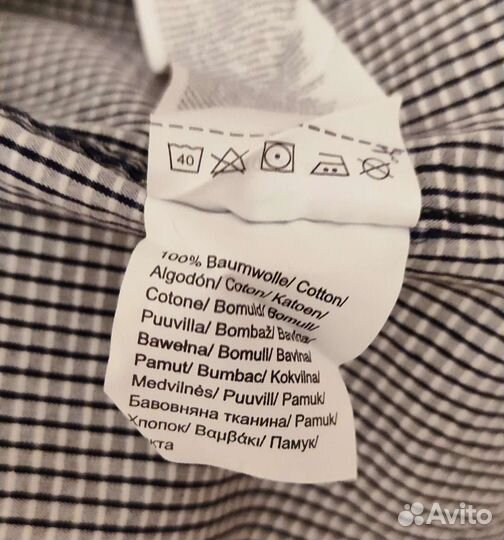 40
100% Baumwolle/ Cotton/
Algodón/ Coton/ Katoen/
Cotone/ Bomuld/ Bomull/
Puuvilla/ Bombaž/ Bavlna/
Bawełna/ Bomull/ Bavlna/
Pamut/ Bumbac/ Kokvilna/
Medvilnės/ Puuvill/ Pamuk/
Бавовняна тканина/ Pamuk/
Хлопок/ Βαμβάκι/ Памук/
Avito